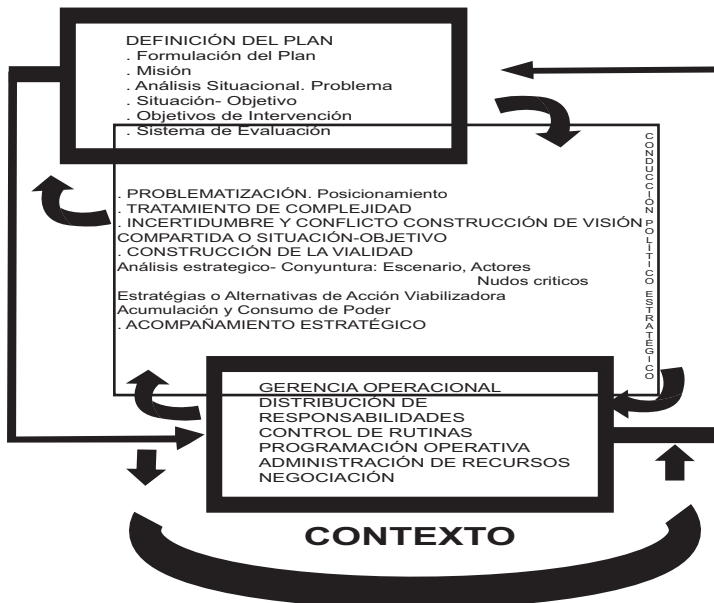 DEFINICIÓN DEL PLAN
. Formulación del Plan
. Misión
. Análisis Situacional. Problema
. Situación- Objetivo
. Objetivos de Intervención
. Sistema de Evaluación
. PROBLEMATIZACIÓN. Posicionamiento
. TRATAMIENTO DE COMPLEJIDAD
. INCERTIDUMBRE Y CONFLICTO CONSTRUCCIÓN DE VISIÓN
COMPARTIDA O SITUACIÓN-OBJETIVO
. CONSTRUCCIÓN DE LA VIALIDAD
Análisis estrategico- Conyuntura: Escenario, Actores
Nudos criticos
Estratégias o Alternativas de Acción Viabilizadora
Acumulación y Consumo de Poder
. ACOMPAÑAMIENTO ESTRATÉGICO
CONDUCCIÓN POLÍTICO ESTRATÉGICO
GERENCIA OPERACIONAL
DISTRIBUCIÓN DE
RESPONSABILIDADES
CONTROL DE RUTINAS
PROGRAMACIÓN OPERATIVA
ADMINISTRACIÓN DE RECURSOS
NEGOCIACIÓN
CONTEXTO